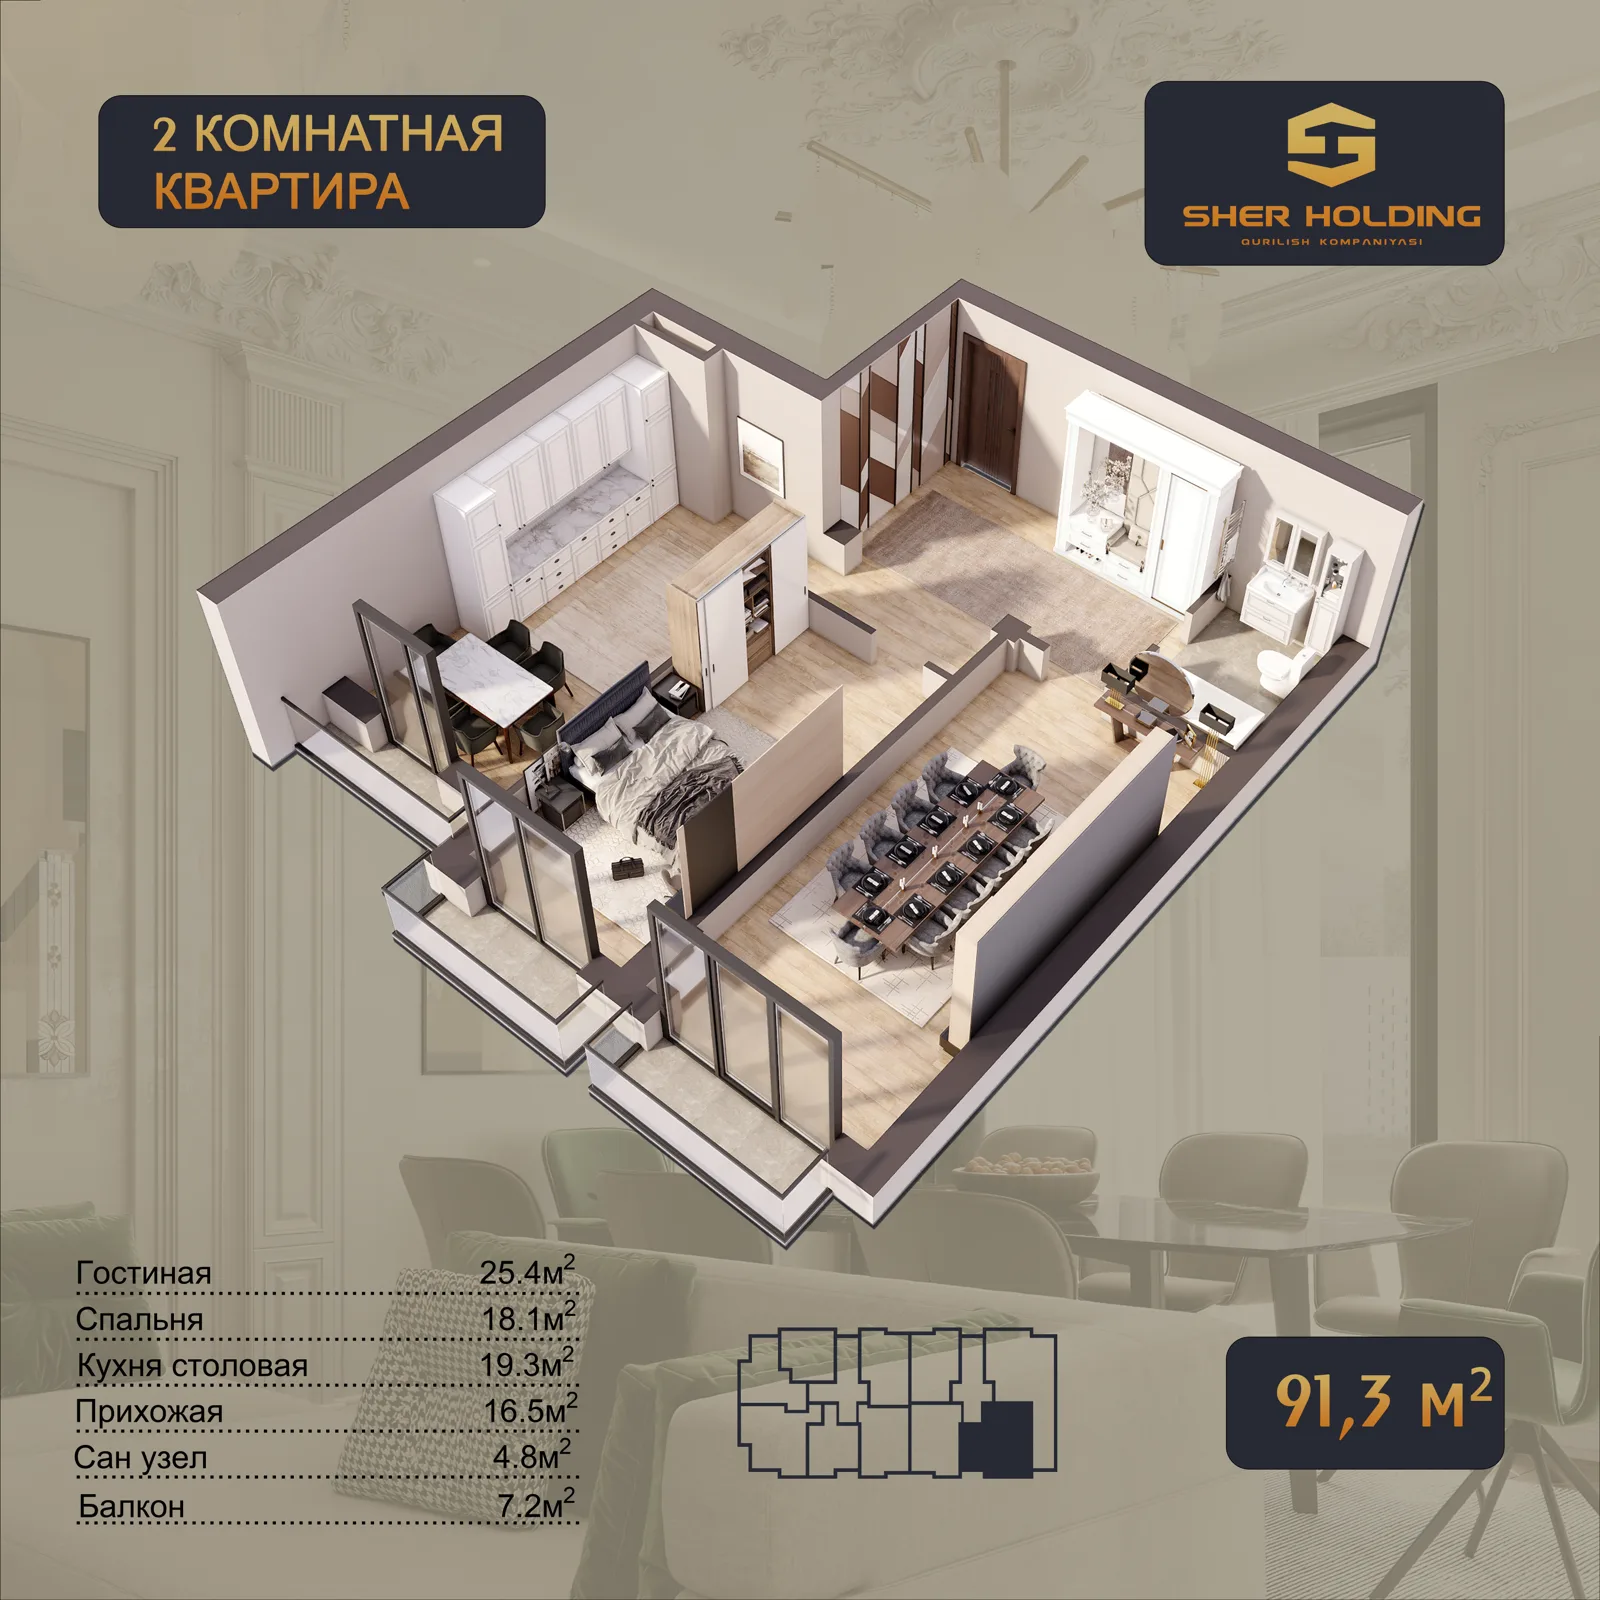 2 КОМНАТНАЯ
КВАРТИРА
SHER HOLDING
QURILISH KOMPANIYASI
Гостиная 25.4м²
Спальня 18.1м²
Кухня столовая 19.3м²
Прихожая 16.5м²
Сан узел 4.8м²
Балкон 7.2м²
91,3 м²